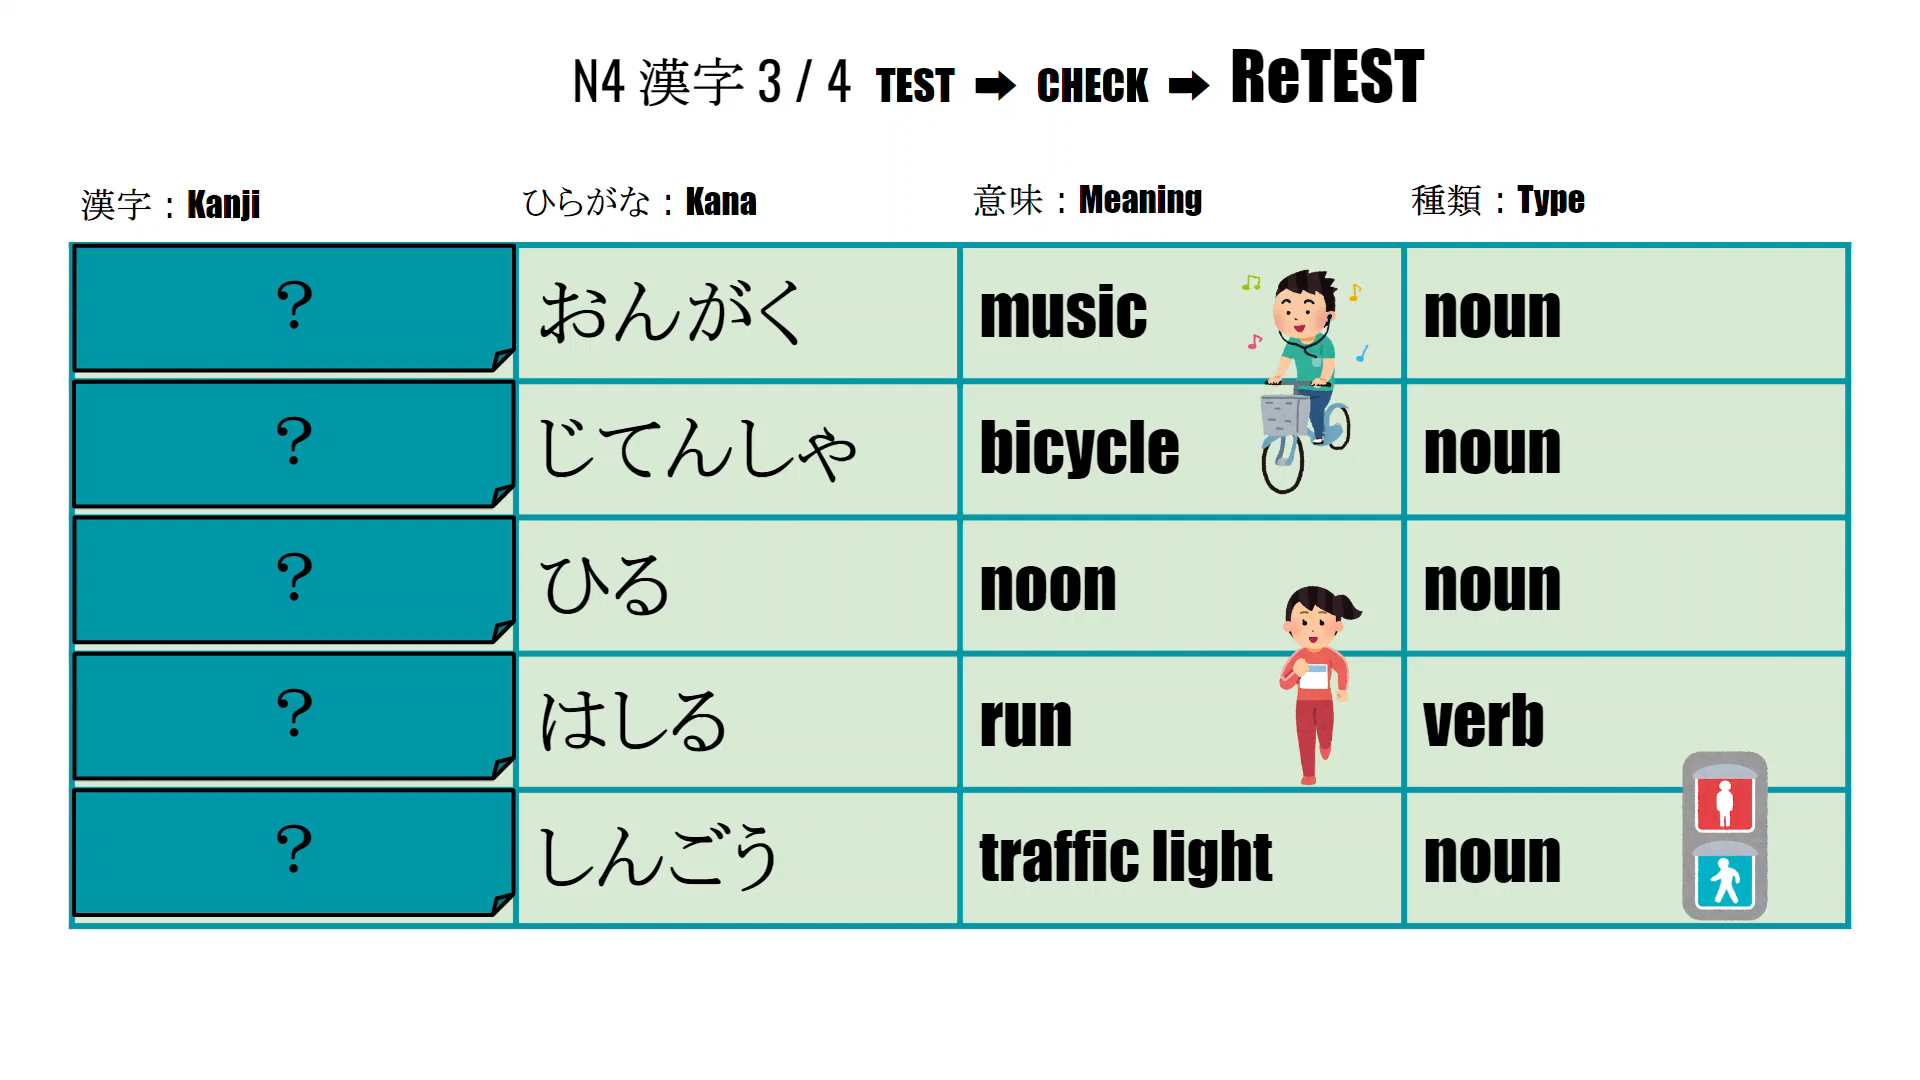 N4 漢字 3 / 4 TEST ➡ CHECK ➡ ReTEST
漢字：Kanji ひらがな：Kana 意味：Meaning 種類：Type
？ おんがく music noun
？ じてんしゃ bicycle noun
？ ひる noon noun
？ はしる run verb
？ しんごう traffic light noun